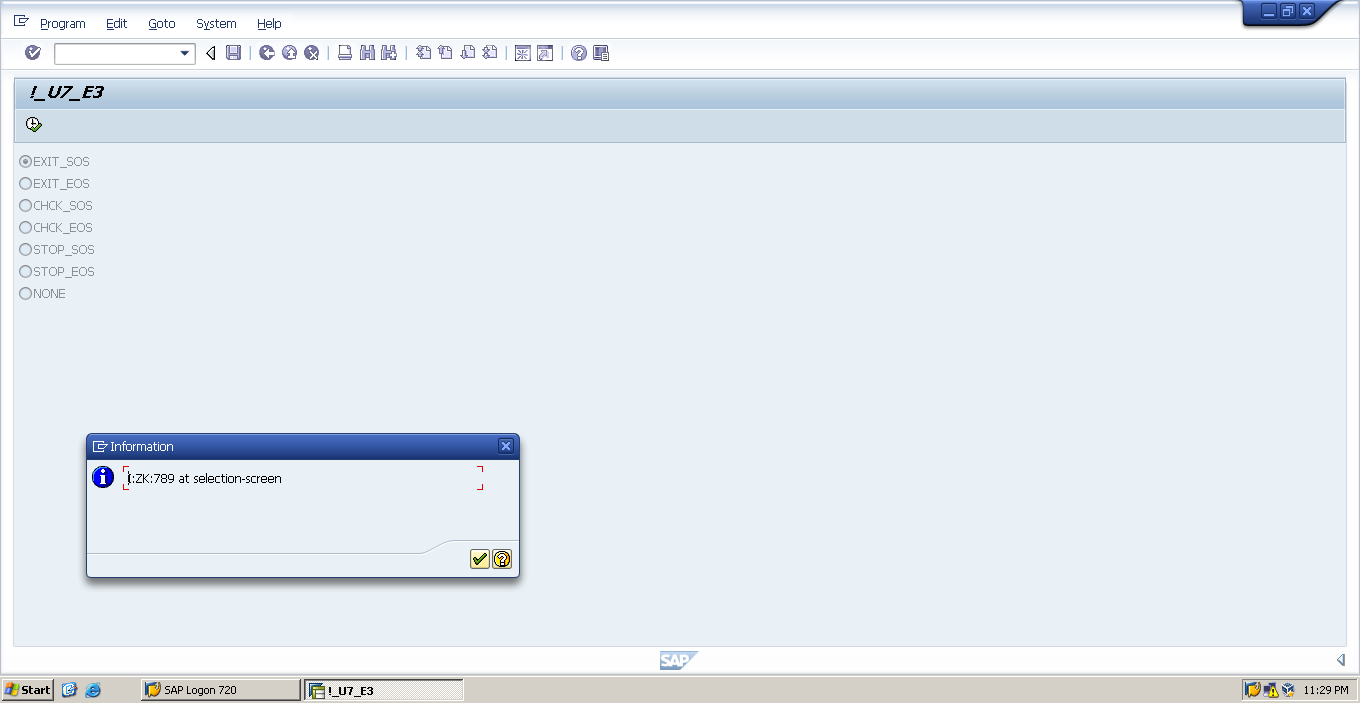 Program Edit Goto System Help
!_U7_E3
EXIT_SOS
EXIT_EOS
CHCK_SOS
CHCK_EOS
STOP_SOS
STOP_EOS
NONE
Information
I:ZK:789 at selection-screen
SAP
Start SAP Logon 720 !_U7_E3 11:29 PM